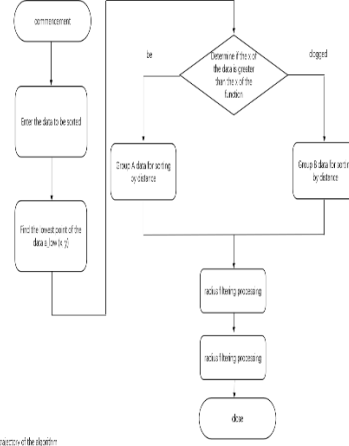 commencement
Enter the data to be sorted
Find the lowest point of the
data a_low (x, y)
Determine if the x of
the data is greater
than the x of the
function
be
dogged
Group A data for sorting
by distance
Group B data for sorting
by distance
radius filtering processing
radius filtering processing
close
trajectory of the algorithm